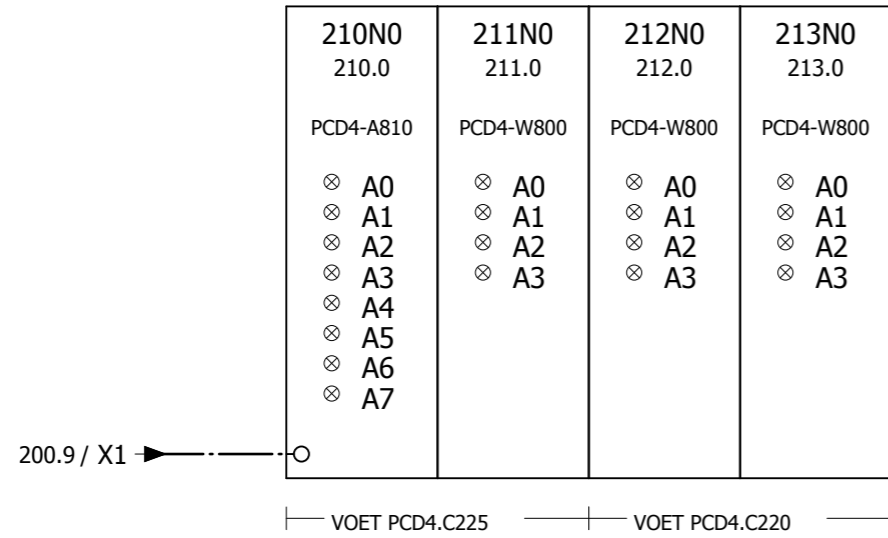 210N0 211N0 212N0 213N0
210.0 211.0 212.0 213.0
PCD4-A810 PCD4-W800 PCD4-W800 PCD4-W800
A0 A0 A0 A0
A1 A1 A1 A1
A2 A2 A2 A2
A3 A3 A3 A3
A4
A5
A6
A7
200.9 / X1
VOET PCD4.C225 VOET PCD4.C220